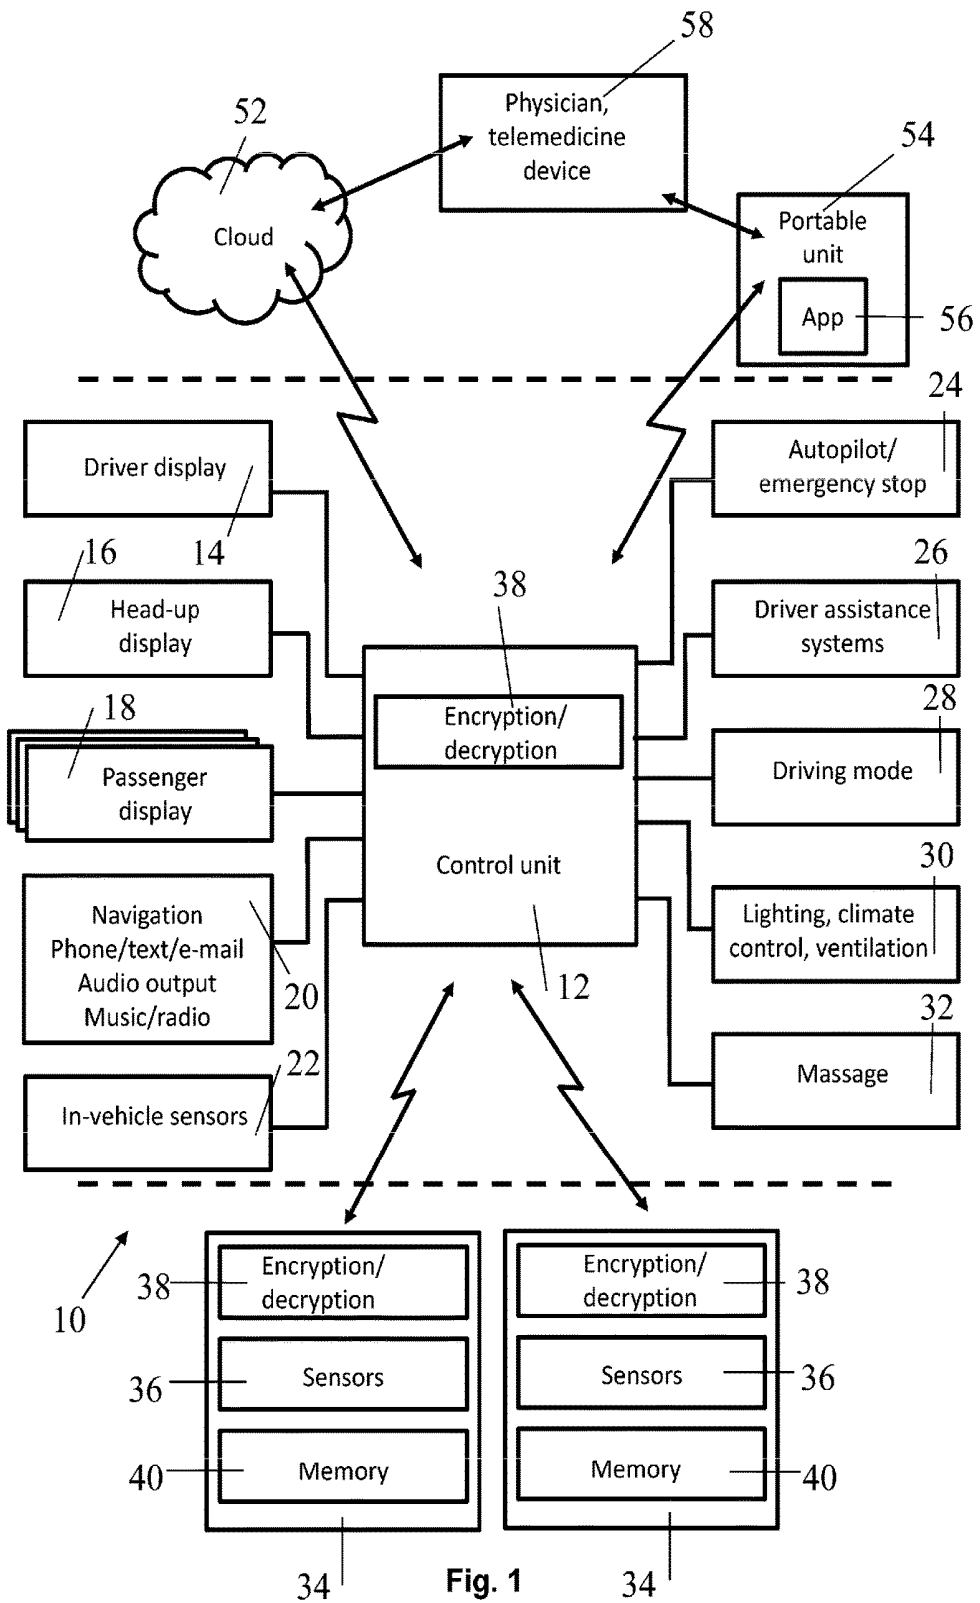 58
Physician,
telemedicine
device
52
Cloud
54
Portable
unit
App
56
24
Driver display
14
Autopilot/
emergency stop
16
Head-up
display
38
26
Driver assistance
systems
18
Passenger
display
Encryption/
decryption
28
Driving mode
Control unit
12
30
Lighting, climate
control, ventilation
Navigation
Phone/text/e-mail
Audio output
Music/radio
20
32
Massage
22
In-vehicle sensors
10
38
Encryption/
decryption
36
Sensors
40
Memory
34
Encryption/
decryption
38
Sensors
36
Memory
40
34
Fig. 1